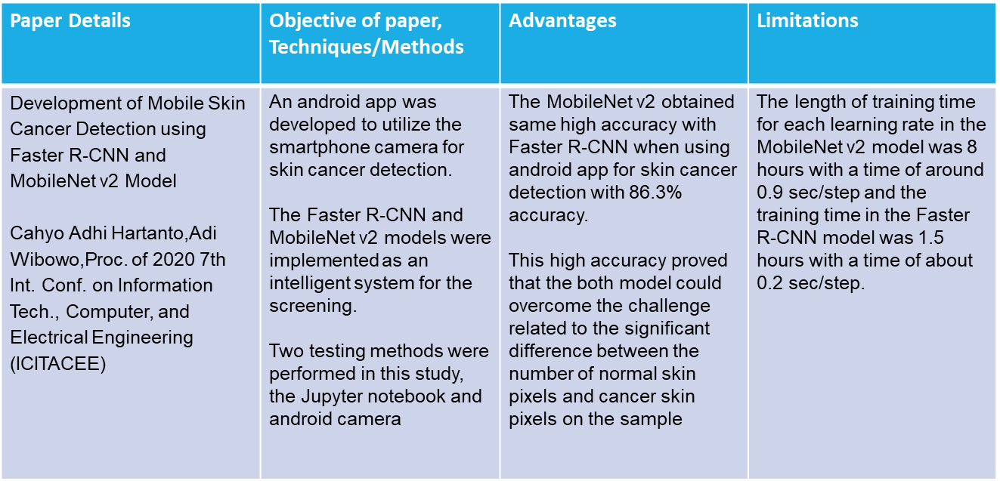 Paper Details
Objective of paper,
Techniques/Methods
Advantages
Limitations
Development of Mobile Skin
Cancer Detection using
Faster R-CNN and
MobileNet v2 Model
Cahyo Adhi Hartanto,Adi
Wibowo,Proc. of 2020 7th
Int. Conf. on Information
Tech., Computer, and
Electrical Engineering
(ICITACEE)
An android app was
developed to utilize the
smartphone camera for
skin cancer detection.
The Faster R-CNN and
MobileNet v2 models were
implemented as an
intelligent system for the
screening.
Two testing methods were
performed in this study,
the Jupyter notebook and
android camera
The MobileNet v2 obtained
same high accuracy with
Faster R-CNN when using
android app for skin cancer
detection with 86.3%
accuracy.
This high accuracy proved
that the both model could
overcome the challenge
related to the significant
difference between the
number of normal skin
pixels and cancer skin
pixels on the sample
The length of training time
for each learning rate in the
MobileNet v2 model was 8
hours with a time of around
0.9 sec/step and the
training time in the Faster
R-CNN model was 1.5
hours with a time of about
0.2 sec/step.